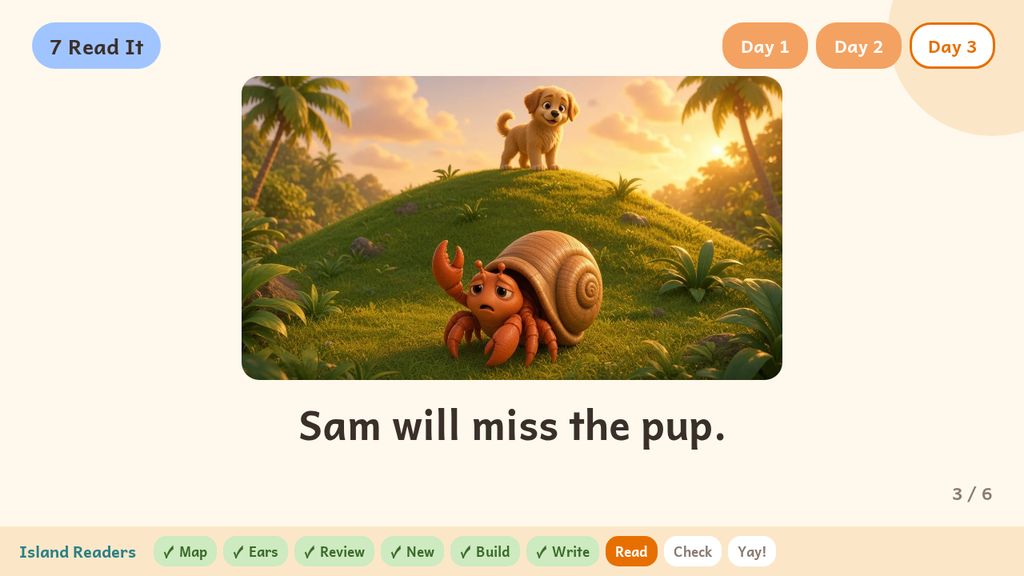 7 Read It
Day 1 Day 2 Day 3
Sam will miss the pup.
3 / 6
Island Readers ✓ Map ✓ Ears ✓ Review ✓ New ✓ Build ✓ Write Read Check Yay!